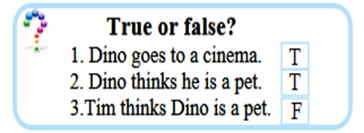 True or false?
1. Dino goes to a cinema. T
2. Dino thinks he is a pet. T
3.Tim thinks Dino is a pet. F